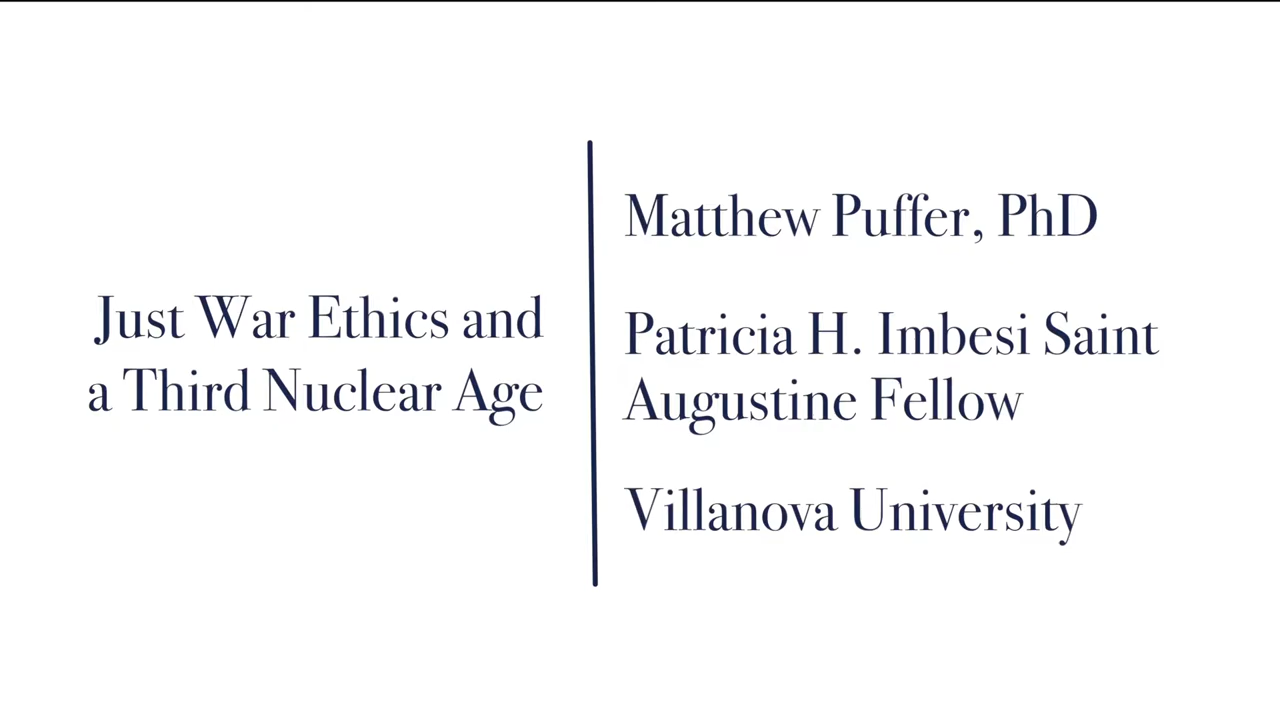 Just War Ethics and
a Third Nuclear Age
Matthew Puffer, PhD
Patricia H. Imbesi Saint
Augustine Fellow
Villanova University